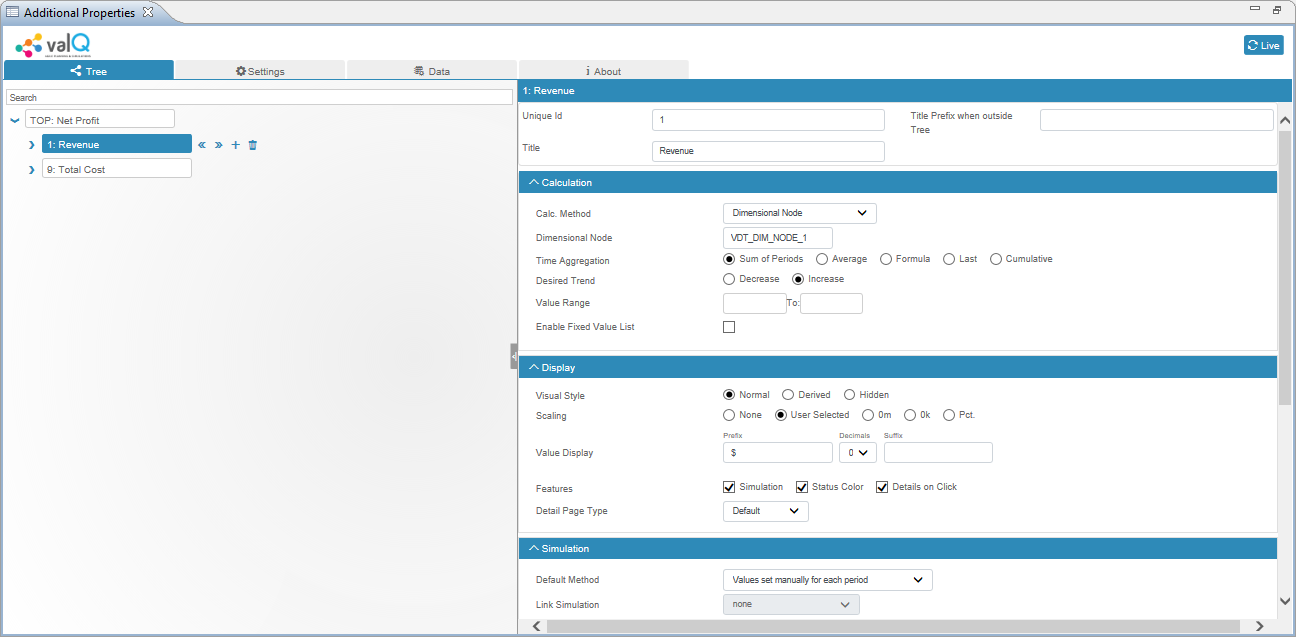 Additional Properties
valQ
Live
Tree
Settings
Data
i About
Search
TOP: Net Profit
1: Revenue
9: Total Cost
1: Revenue
Unique Id
1
Title Prefix when outside
Tree
Title
Revenue
Calculation
Calc. Method
Dimensional Node
Dimensional Node
VDT_DIM_NODE_1
Time Aggregation
Sum of Periods Average Formula Last Cumulative
Desired Trend
Decrease Increase
Value Range
To:
Enable Fixed Value List
Display
Visual Style
Normal Derived Hidden
Scaling
None User Selected 0m 0k Pct.
Prefix Decimals Suffix
Value Display
$ 0
Features
Simulation Status Color Details on Click
Detail Page Type
Default
Simulation
Default Method
Values set manually for each period
Link Simulation
none